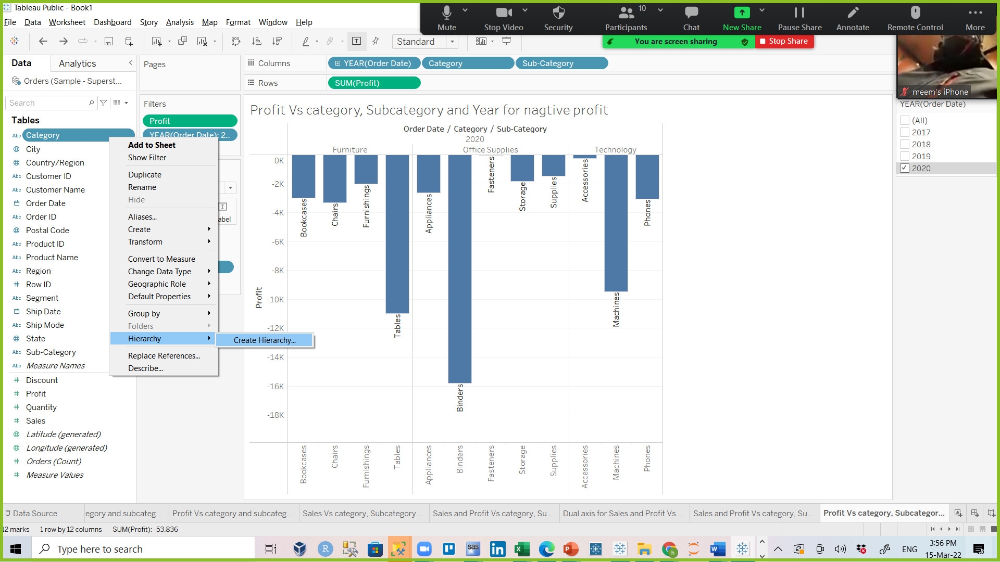 Tableau Public - Book1
File Data Worksheet Dashboard Story Analysis Map Format Window Help
Mute Stop Video Security Participants 10 Chat New Share Pause Share Annotate Remote Control More
You are screen sharing Stop Share
Standard
Data Analytics
Orders (Sample - Superst...
Search
Tables
Abc Category
City
Country/Region
Abc Customer ID
Abc Customer Name
Order Date
Abc Order ID
Postal Code
Abc Product ID
Abc Product Name
Abc Region
# Row ID
Abc Segment
Ship Date
Abc Ship Mode
State
Abc Sub-Category
Abc Measure Names
# Discount
# Profit
# Quantity
# Sales
Latitude (generated)
Longitude (generated)
# Orders (Count)
# Measure Values
Add to Sheet
Show Filter
Duplicate
Rename
Hide
Aliases...
Create
Transform
Convert to Measure
Change Data Type
Geographic Role
Default Properties
Group by
Folders
Hierarchy
Create Hierarchy...
Replace References...
Describe...
Pages
Filters
Profit
YEAR(Order Date): 2..
T
abel
Columns YEAR(Order Date) Category Sub-Category
Rows SUM(Profit)
Profit Vs category, Subcategory and Year for nagtive profit
Order Date / Category / Sub-Category
2020
Furniture Office Supplies Technology
0K
-2K
-4K
-6K
-8K
-10K
-12K
-14K
-16K
-18K
Profit
Bookcases Chairs Furnishings Tables Appliances Binders Fasteners Storage Supplies Accessories Machines Phones
Bookcases Chairs Furnishings Tables Appliances Binders Fasteners Storage Supplies Accessories Machines Phones
meem's iPhone
YEAR(Order Date)
(All)
2017
2018
2019
2020
Data Source egory and subcateg... Profit Vs category and subcateg... Sales Vs category, Subcategory ... Sales and Profit Vs category, Su... Dual axis for Sales and Profit Vs ... Sales and Profit Vs category, Su... Profit Vs category, Subcategor...
12 marks 1 row by 12 columns SUM(Profit): -53,836
Type here to search
ENG
3:56 PM
15-Mar-22